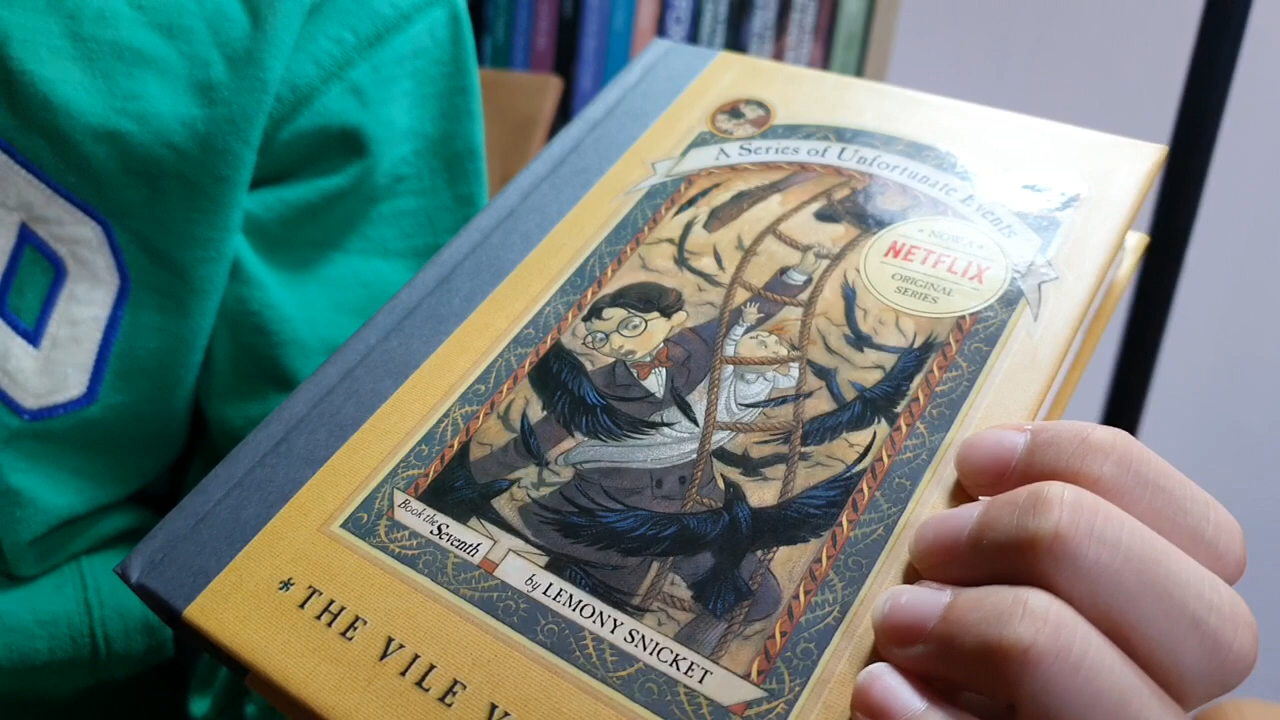 A Series of Unfortunate Events
NOW A
NETFLIX
ORIGINAL
SERIES
Book the Seventh
by LEMONY SNICKET
*THE VILE V